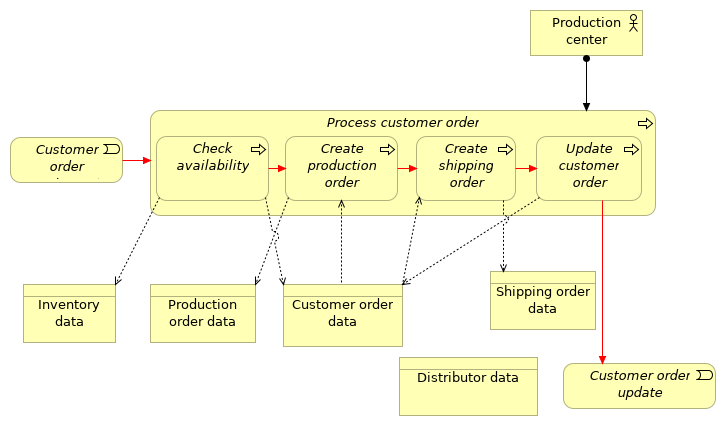 Production
center
Process customer order
Customer
order
Check
availability
Create
production
order
Create
shipping
order
Update
customer
order
Inventory
data
Production
order data
Customer order
data
Shipping order
data
Distributor data
Customer order
update